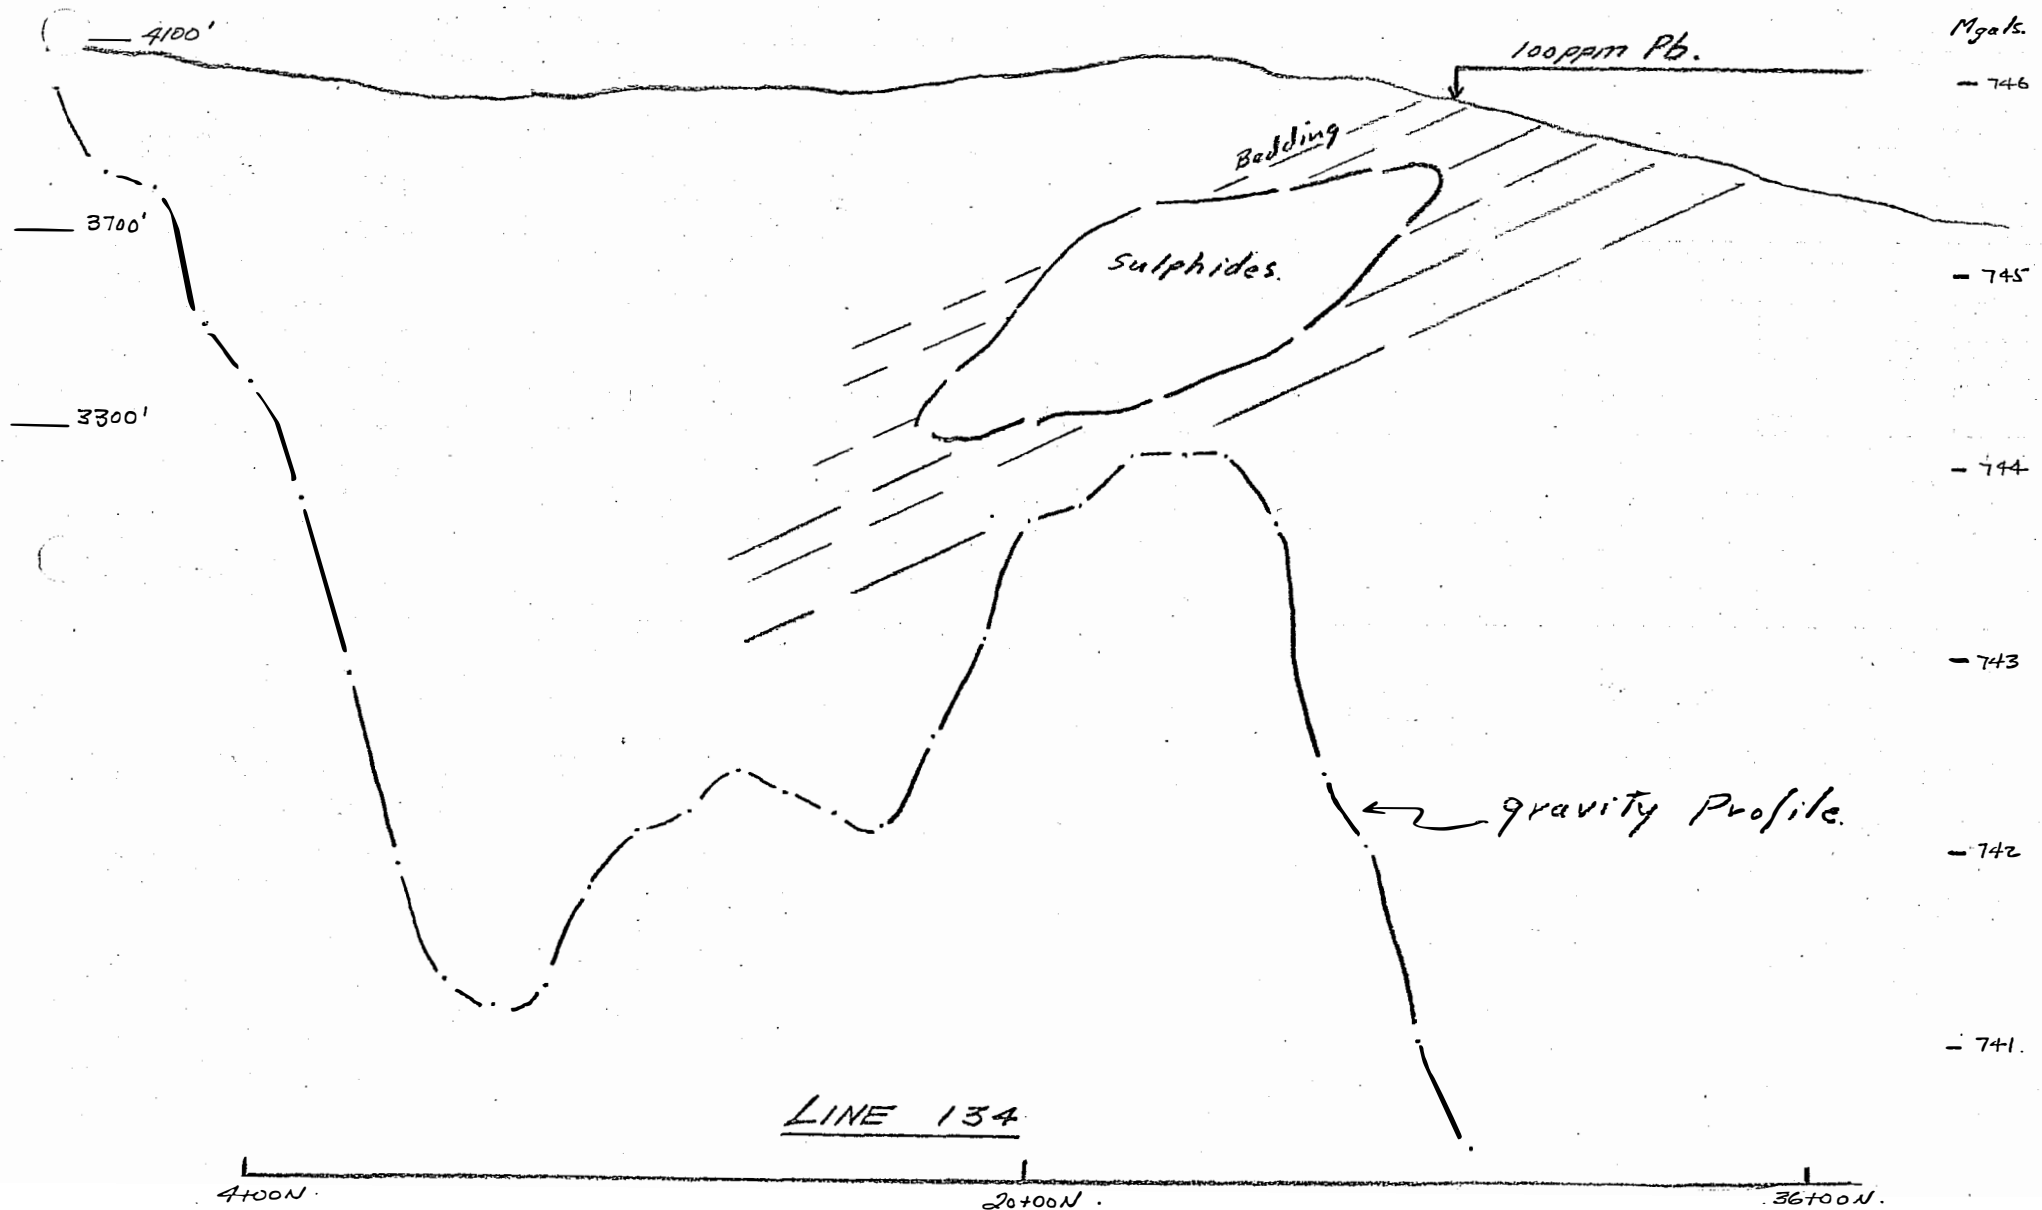 4100'
Mgals.
100ppm Pb.
746
Bedding
3700'
Sulphides.
745
3300'
744
743
gravity Profile.
742
741.
LINE 134
4+00N.
20+00N.
36+00N.